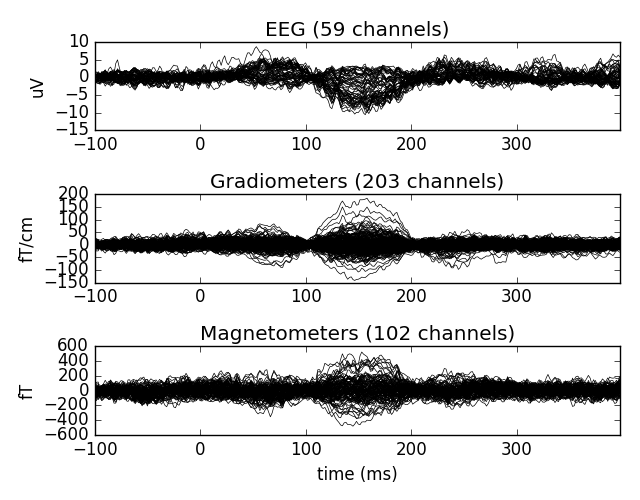 EEG (59 channels)
10
5
0
−5
−10
−15
uV
−100 0 100 200 300
Gradiometers (203 channels)
200
150
100
50
0
−50
−100
−150
fT/cm
−100 0 100 200 300
Magnetometers (102 channels)
600
400
200
0
−200
−400
−600
fT
−100 0 100 200 300
time (ms)